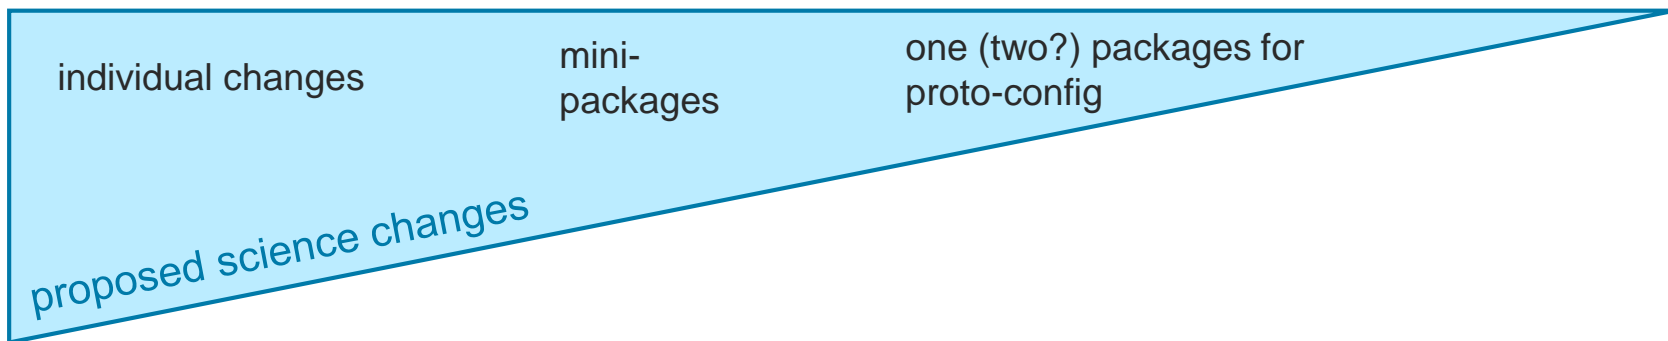 individual changes
mini-
packages
one (two?) packages for
proto-config
proposed science changes